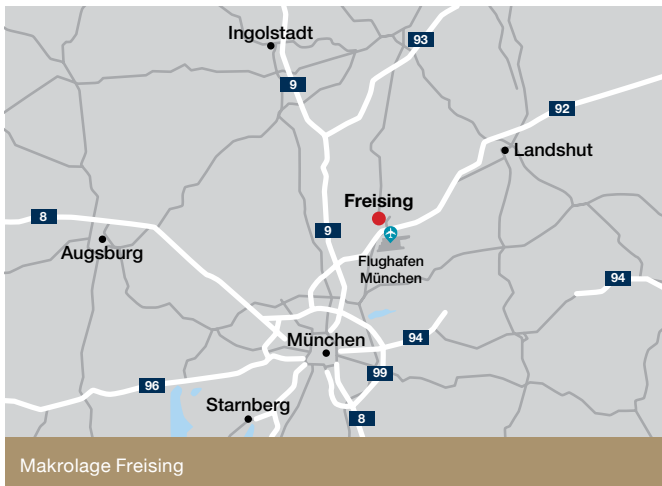 Ingolstadt
93
9
92
Landshut
Freising
8
9
Augsburg
Flughafen
München
94
München
94
99
96
Starnberg
8
Makrolage Freising